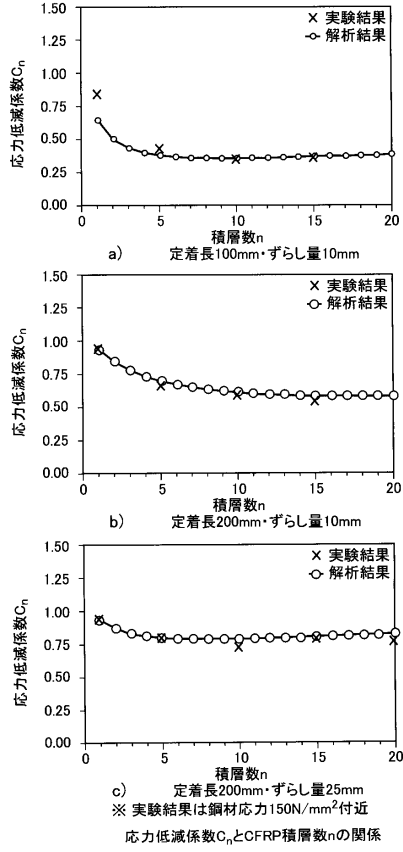 応力低減係数Cn
1.50
1.25
1.00
0.75
0.50
0.25
0.00
× 実験結果
解析結果
0 5 10 15 20
積層数n
a) 定着長100mm・ずらし量10mm
応力低減係数Cn
1.50
1.25
1.00
0.75
0.50
0.25
0.00
× 実験結果
解析結果
0 5 10 15 20
積層数n
b) 定着長200mm・ずらし量10mm
応力低減係数Cn
1.50
1.25
1.00
0.75
0.50
0.25
0.00
× 実験結果
解析結果
0 5 10 15 20
積層数n
c) 定着長200mm・ずらし量25mm
※ 実験結果は鋼材応力150N/mm²付近
応力低減係数CnとCFRP積層数nの関係